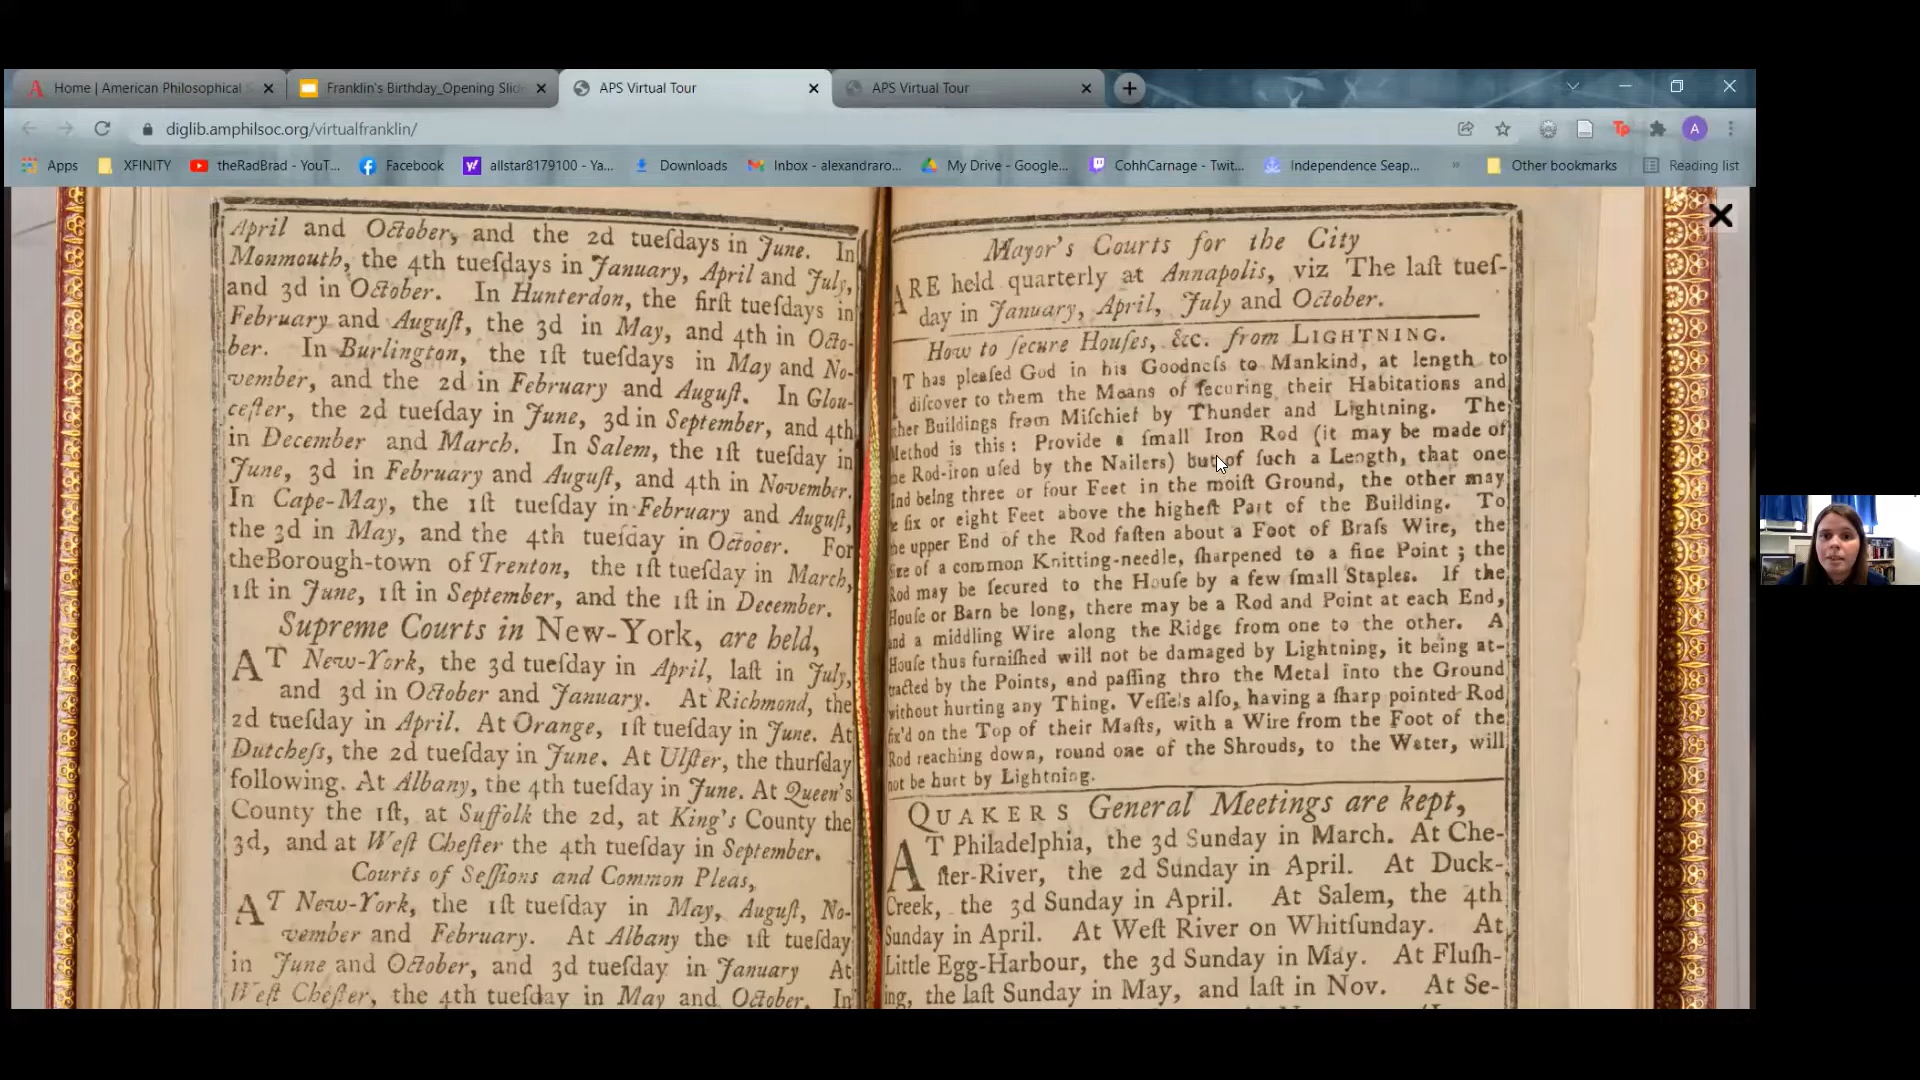 Home | American Philosophical
Franklin's Birthday_Opening Slid
APS Virtual Tour
APS Virtual Tour
diglib.amphilsoc.org/virtualfranklin/
Apps
XFINITY
theRadBrad - YouT...
Facebook
allstar8179100 - Ya...
Downloads
Inbox - alexandraro...
My Drive - Google...
CohhCarnage - Twit...
Independence Seap...
»
Other bookmarks
Reading list
April and October, and the 2d tueſdays in June. In
Monmouth, the 4th tueſdays in January, April and July,
and 3d in October. In Hunterdon, the firſt tueſdays in
February and Auguſt, the 3d in May, and 4th in Octo-
ber. In Burlington, the 1ſt tueſdays in May and No-
vember, and the 2d in February and Auguſt. In Glou-
ceſter, the 2d tueſday in June, 3d in September, and 4th
in December and March. In Salem, the 1ſt tueſday in
June, 3d in February and Auguſt, and 4th in November.
In Cape-May, the 1ſt tueſday in February and Auguſt,
the 3d in May, and the 4th tueſday in October. For
theBorough-town of Trenton, the 1ſt tueſday in March,
1ſt in June, 1ſt in September, and the 1ſt in December.
Supreme Courts in New-York, are held,
AT New-York, the 3d tueſday in April, laſt in July,
and 3d in October and January. At Richmond, the
2d tueſday in April. At Orange, 1ſt tueſday in June. At
Dutcheſs, the 2d tueſday in June. At Ulſter, the thurſday
following. At Albany, the 4th tueſday in June. At Queen's
County the 1ſt, at Suffolk the 2d, at King's County the
3d, and at Weſt Cheſter the 4th tueſday in September.
Courts of Seſſions and Common Pleas,
AT New-York, the 1ſt tueſday in May, Auguſt, No-
vember and February. At Albany the 1ſt tueſday
in June and October, and 3d tueſday in January At
Weſt Cheſter, the 4th tueſday in May and October. In
Mayor's Courts for the City
ARE held quarterly at Annapolis, viz The laſt tueſ-
day in January, April, July and October.
How to ſecure Houſes, &c. from LIGHTNING.
IT has pleaſed God in his Goodneſs to Mankind, at length to
diſcover to them the Means of ſecuring their Habitations and
ther Buildings from Miſchief by Thunder and Lightning. The
Method is this: Provide a ſmall Iron Rod (it may be made of
he Rod-iron uſed by the Nailers) but of ſuch a Length, that one
End being three or four Feet in the moiſt Ground, the other may
e ſix or eight Feet above the higheſt Part of the Building. To
he upper End of the Rod faſten about a Foot of Braſs Wire, the
ize of a common Knitting-needle, ſharpened to a fine Point; the
Rod may be ſecured to the Houſe by a few ſmall Staples. If the
Houſe or Barn be long, there may be a Rod and Point at each End,
and a middling Wire along the Ridge from one to the other. A
Houſe thus furniſhed will not be damaged by Lightning, it being at-
tracted by the Points, and paſſing thro the Metal into the Ground
without hurting any Thing. Veſſels alſo, having a ſharp pointed Rod
fix'd on the Top of their Maſts, with a Wire from the Foot of the
Rod reaching down, round one of the Shrouds, to the Water, will
not be hurt by Lightning.
QUAKERS General Meetings are kept,
AT Philadelphia, the 3d Sunday in March. At Che-
ſter-River, the 2d Sunday in April. At Duck-
Creek, the 3d Sunday in April. At Salem, the 4th
Sunday in April. At Weſt River on Whitſunday. At
Little Egg-Harbour, the 3d Sunday in May. At Fluſh-
ing, the laſt Sunday in May, and laſt in Nov. At Se-